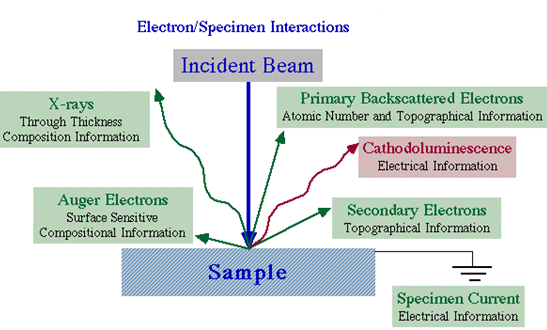 Electron/Specimen Interactions
Incident Beam
X-rays
Through Thickness
Composition Information
Primary Backscattered Electrons
Atomic Number and Topographical Information
Cathodoluminescence
Electrical Information
Auger Electrons
Surface Sensitive
Compositional Information
Secondary Electrons
Topographical Information
Sample
Specimen Current
Electrical Information